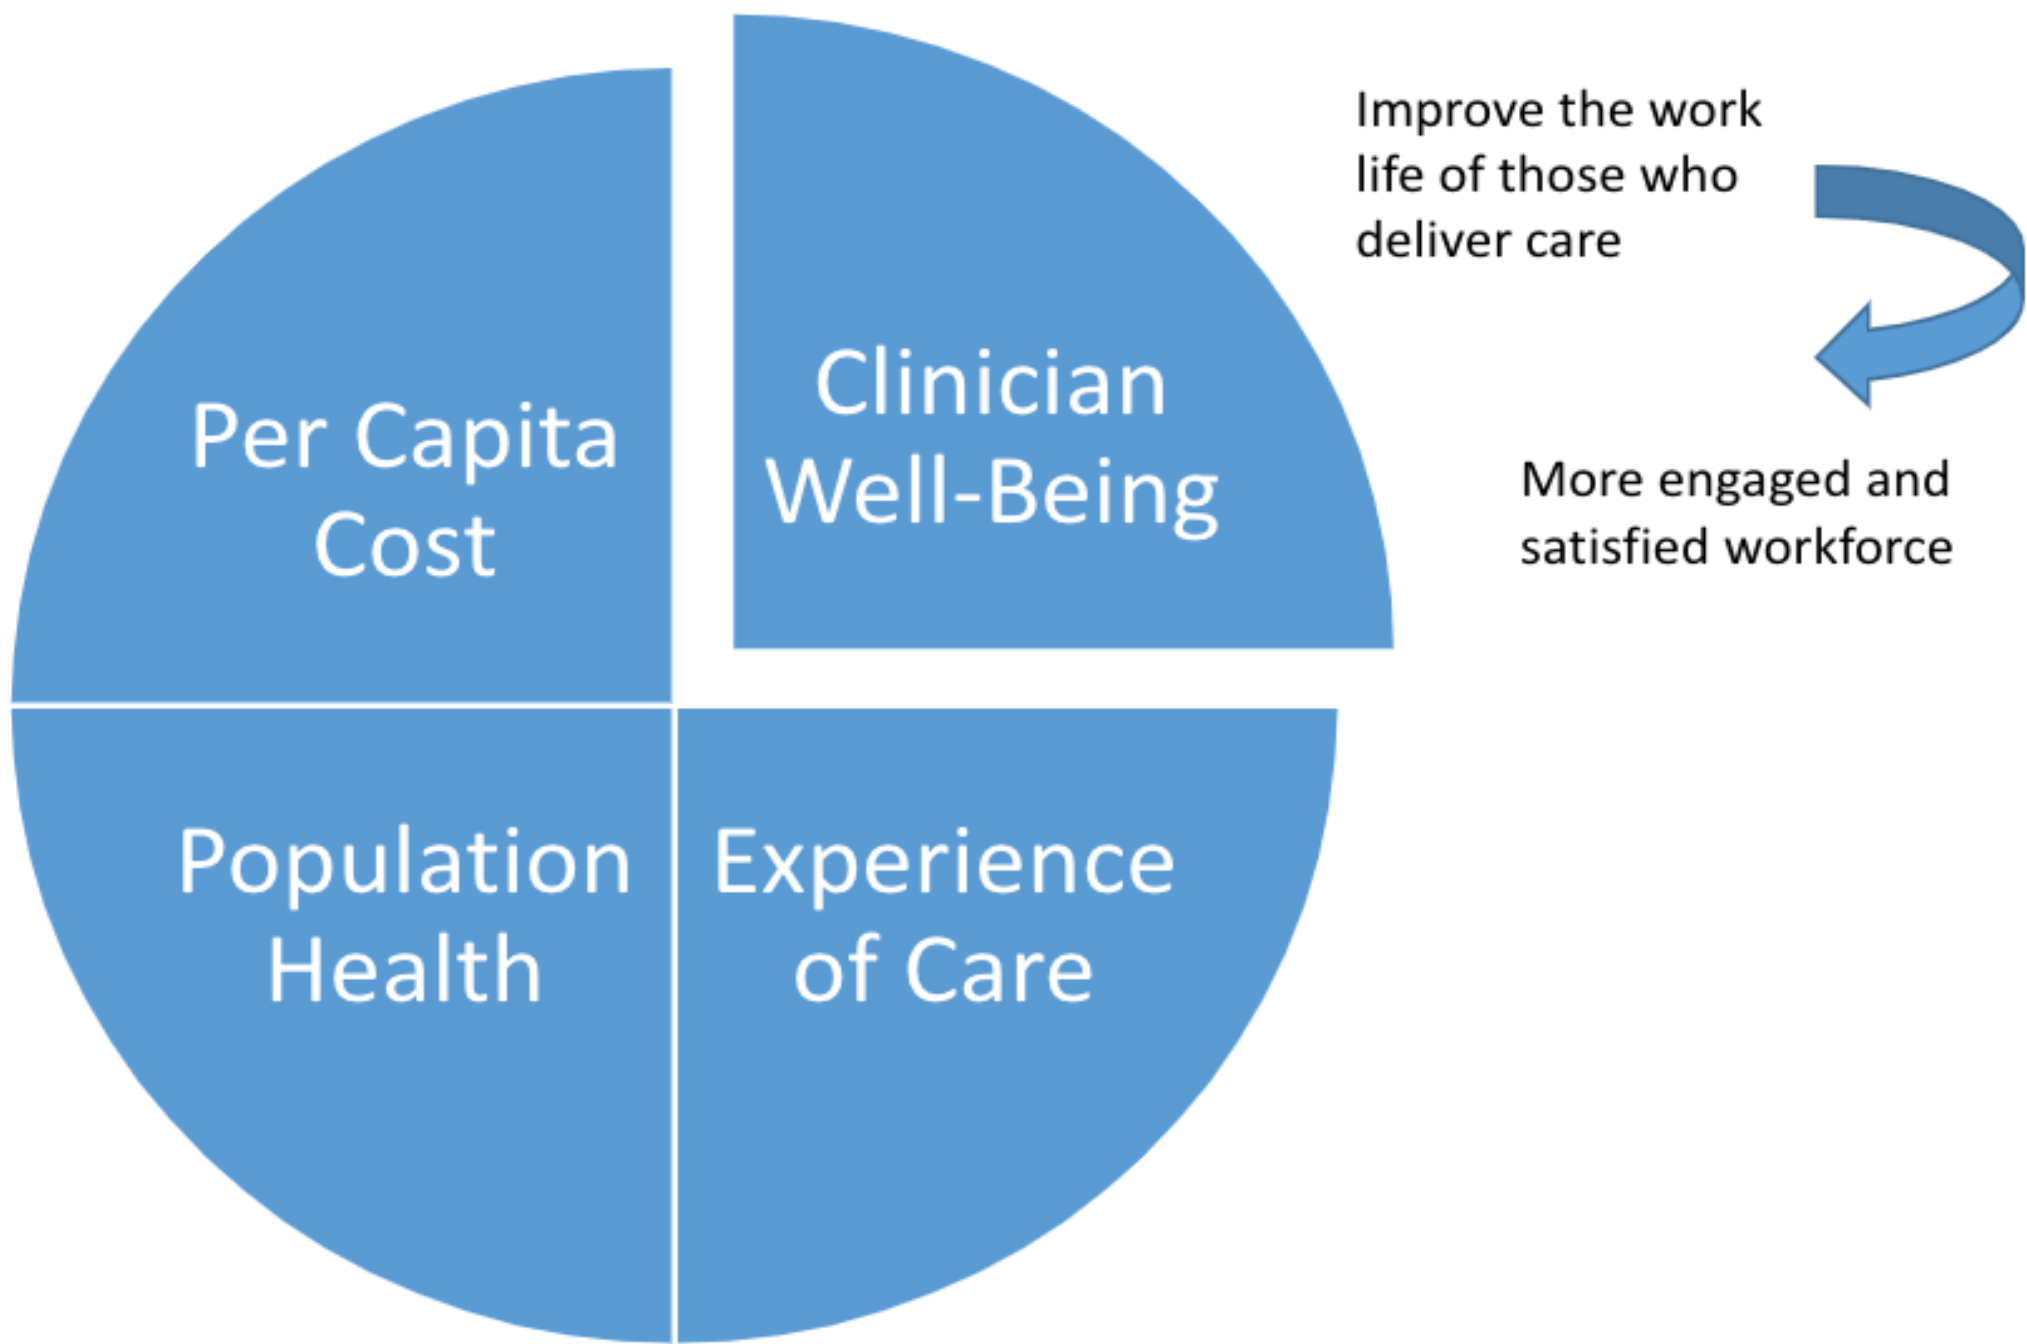 Per Capita
Cost
Clinician
Well-Being
Population
Health
Experience
of Care
Improve the work
life of those who
deliver care
More engaged and
satisfied workforce